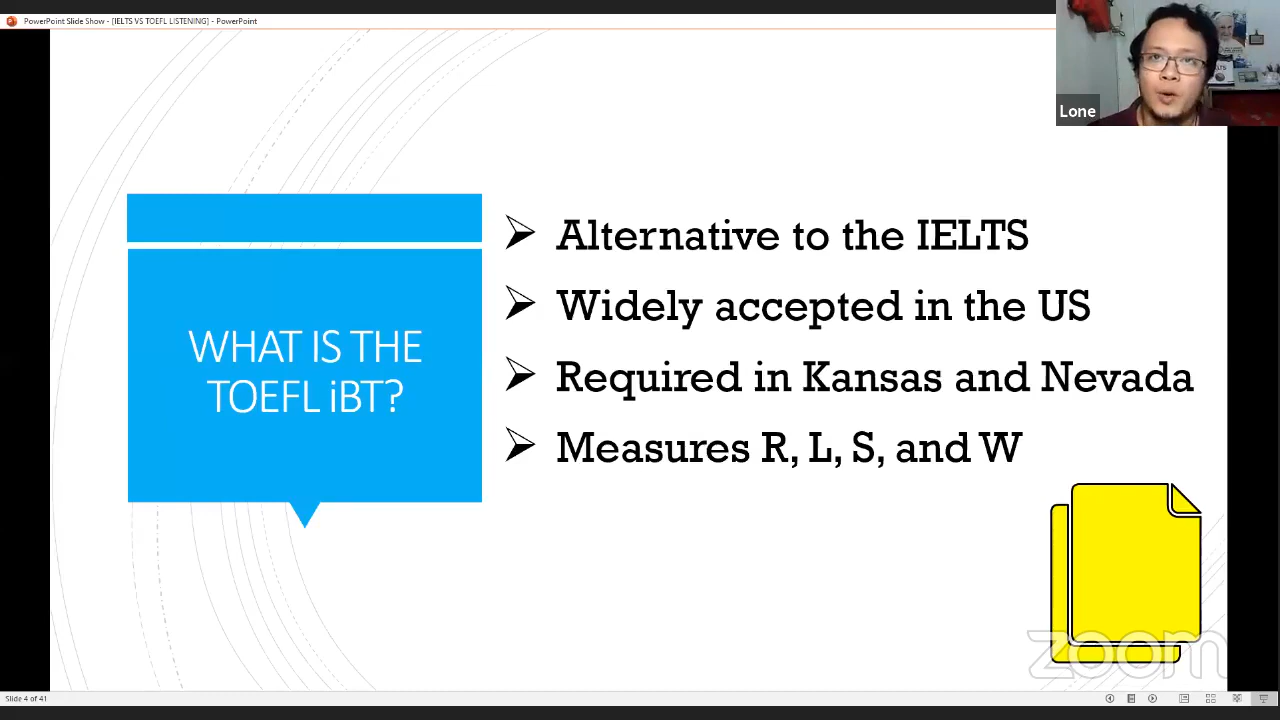 PowerPoint Slide Show - [IELTS VS TOEFL LISTENING] - PowerPoint
Lone
WHAT IS THE
TOEFL iBT?
Alternative to the IELTS
Widely accepted in the US
Required in Kansas and Nevada
Measures R, L, S, and W
zoom
Slide 4 of 41